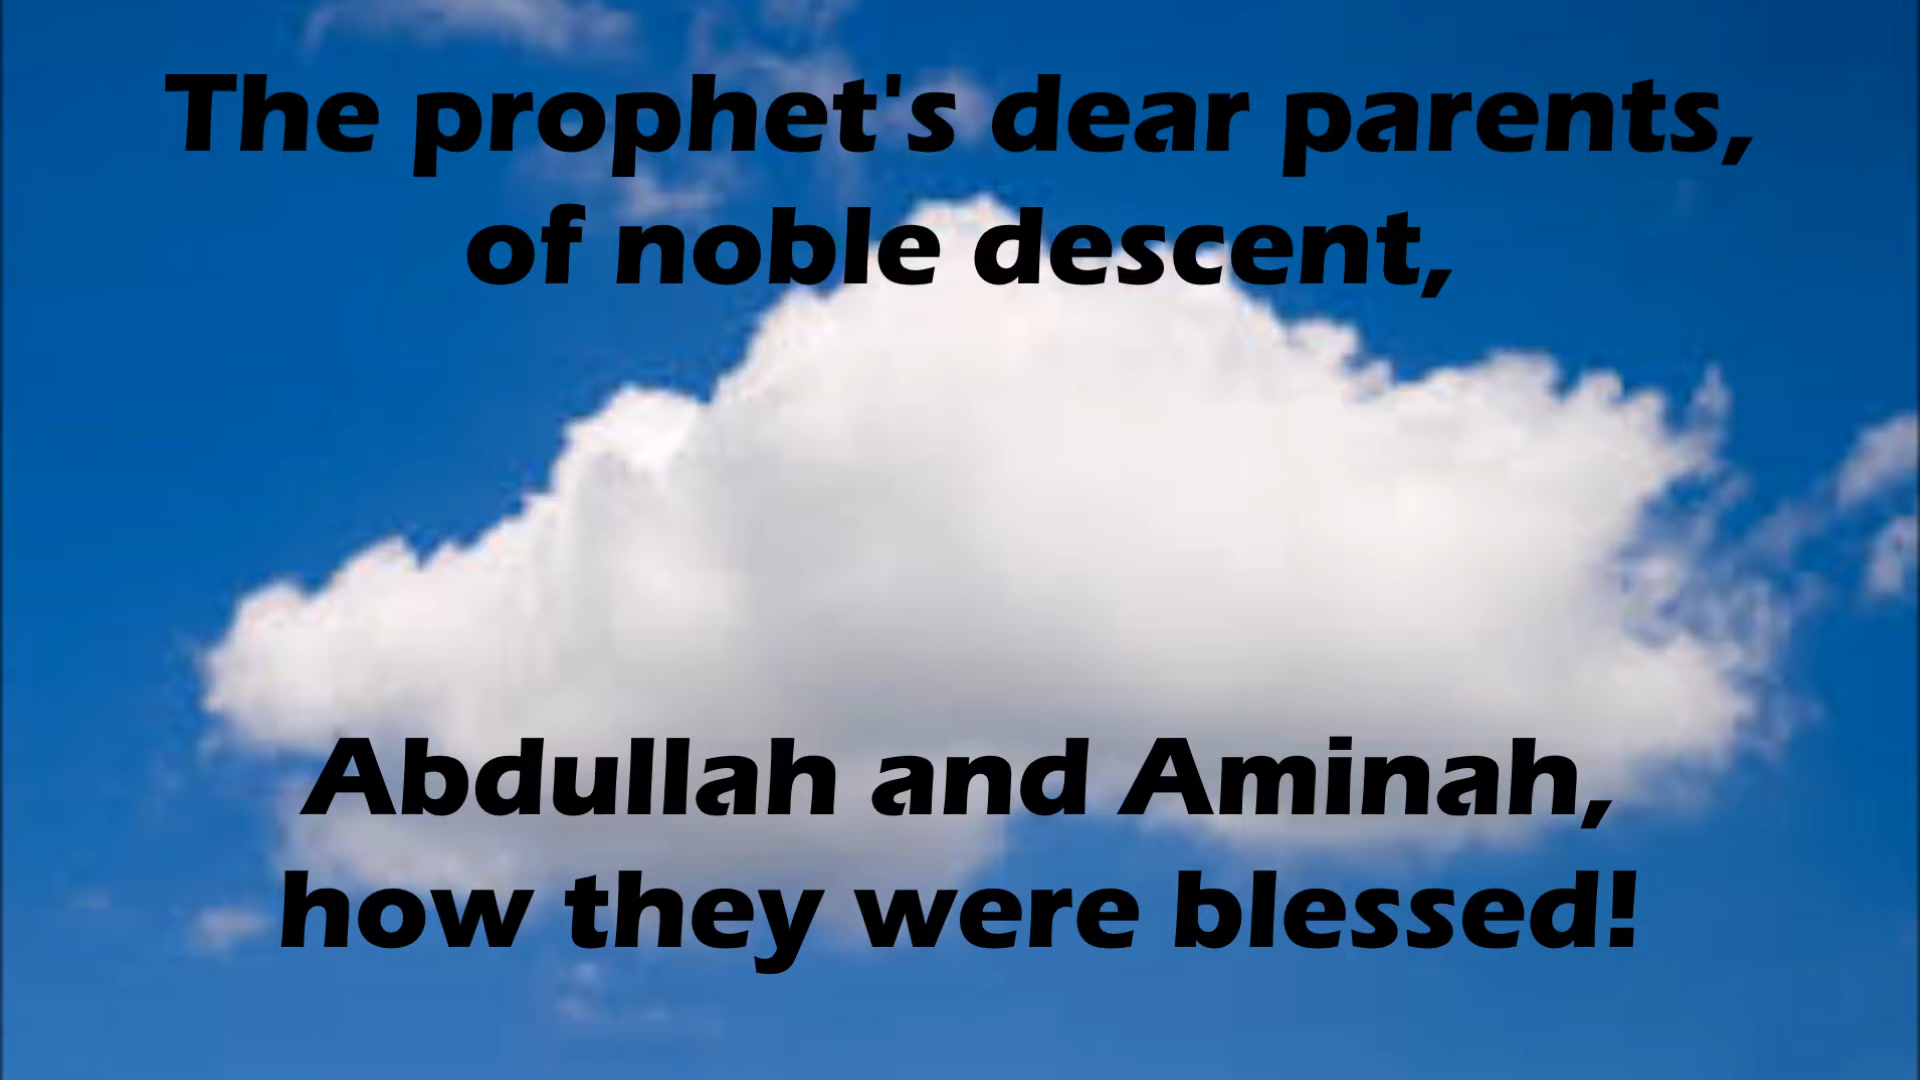 The prophet's dear parents,
of noble descent,
Abdullah and Aminah,
how they were blessed!